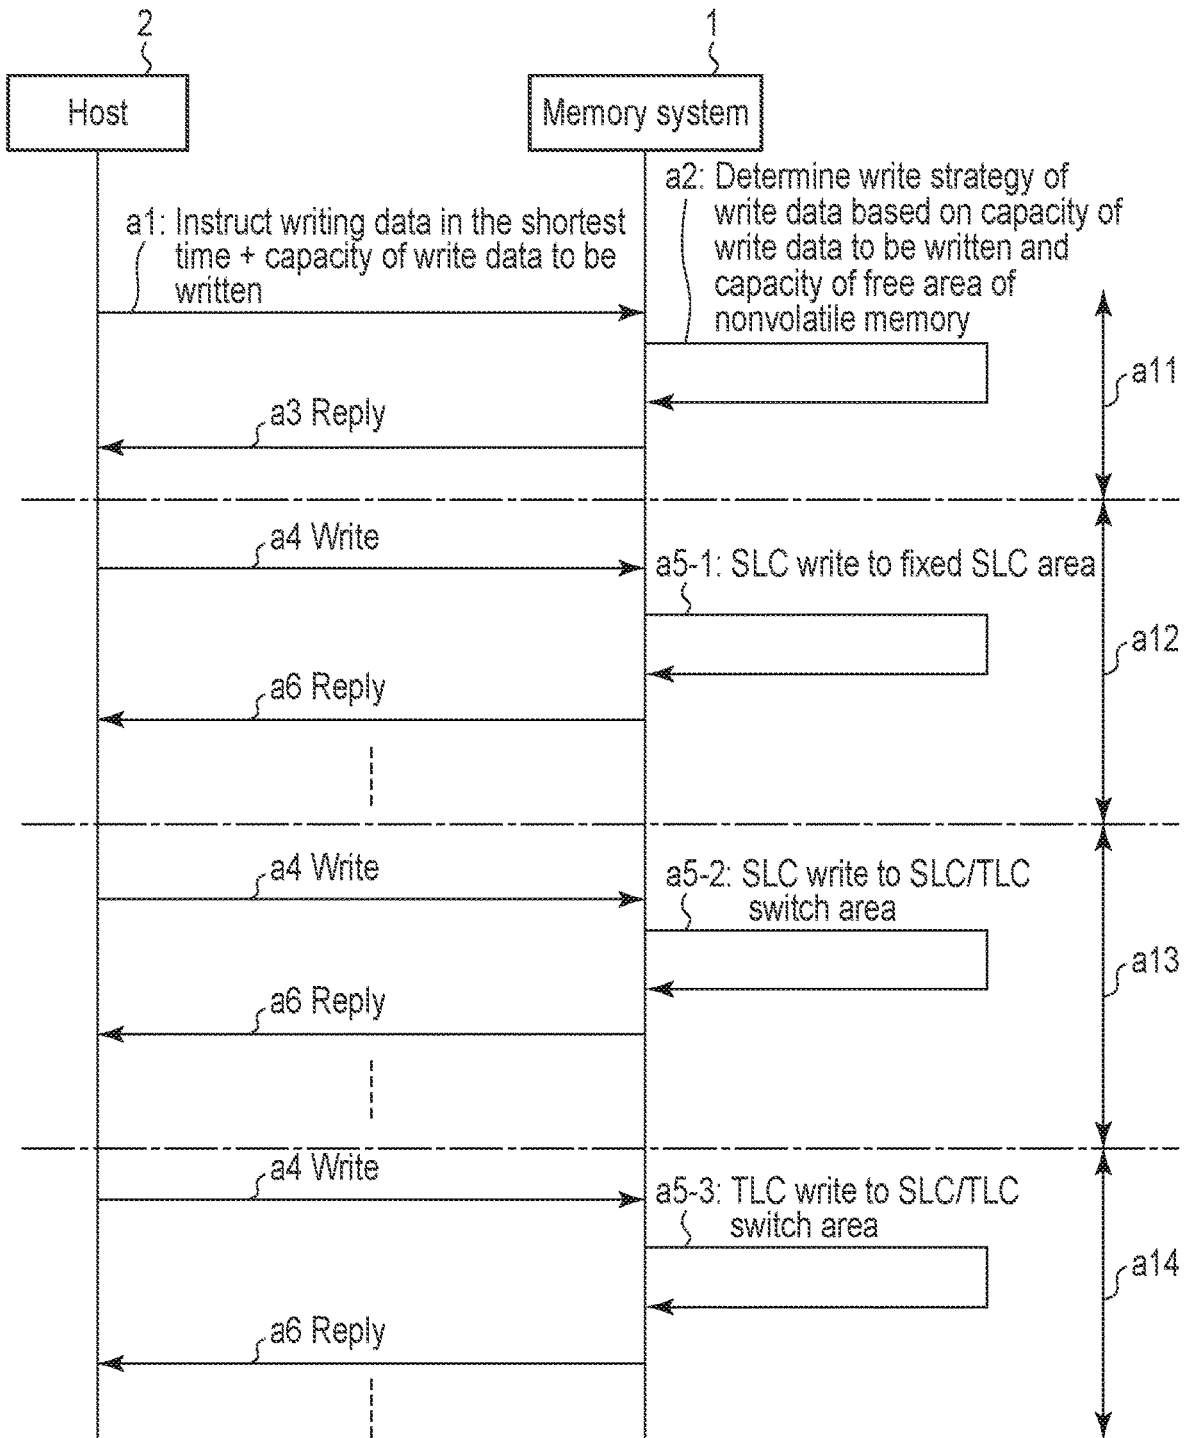 2
1
Host
Memory system
a1: Instruct writing data in the shortest
time + capacity of write data to be
written
a2: Determine write strategy of
write data based on capacity of
write data to be written and
capacity of free area of
nonvolatile memory
a11
a3 Reply
a4 Write
a5-1: SLC write to fixed SLC area
a12
a6 Reply
a4 Write
a5-2: SLC write to SLC/TLC
switch area
a13
a6 Reply
a4 Write
a5-3: TLC write to SLC/TLC
switch area
a14
a6 Reply